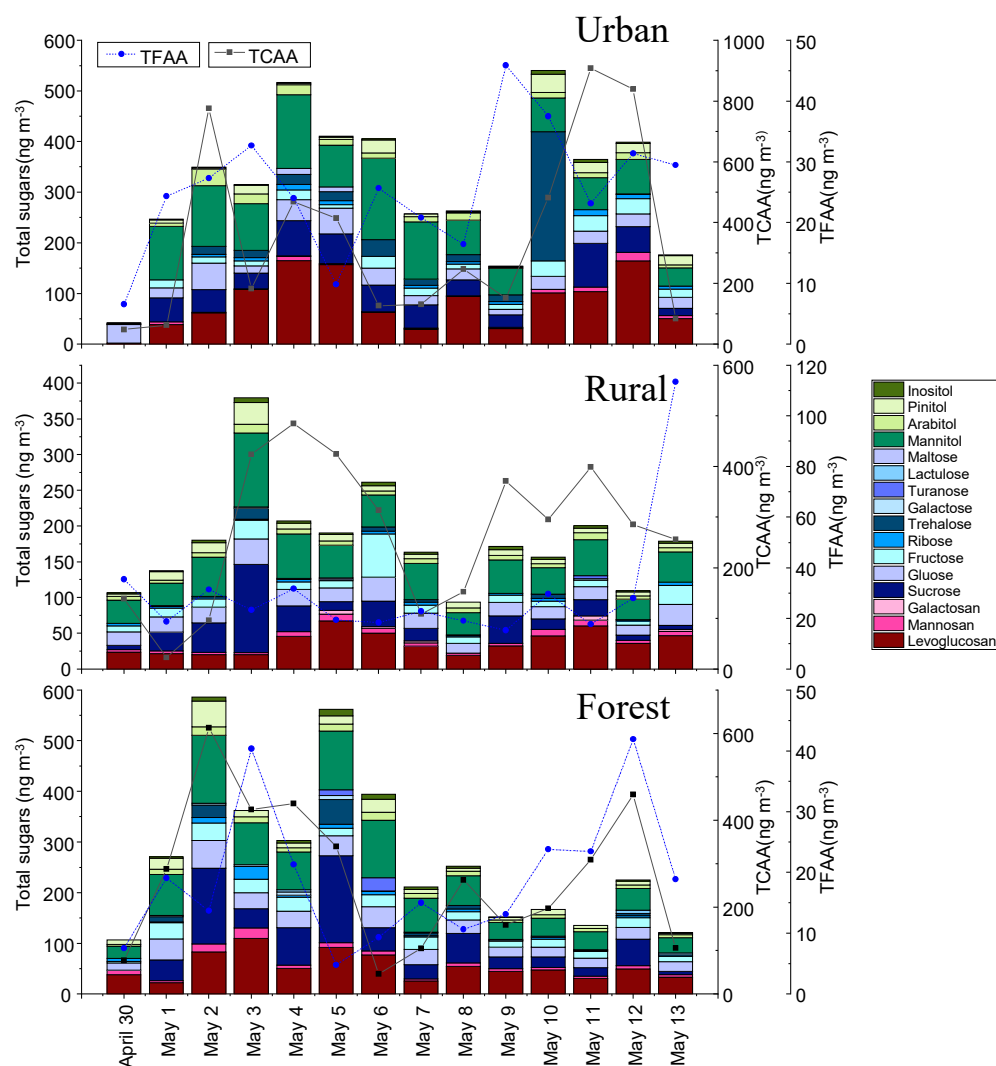 Urban
TFAA
TCAA
600
500
400
300
200
100
0
Total sugars(ng m-3)
1000
800
600
400
200
0
TCAA(ng m-3)
50
40
30
20
10
0
TFAA(ng m-3)
Rural
400
350
300
250
200
150
100
50
0
Total sugars (ng m-3)
600
400
200
0
TCAA(ng m-3)
120
100
80
60
40
20
0
TFAA(ng m-3)
Inositol
Pinitol
Arabitol
Mannitol
Maltose
Lactulose
Turanose
Galactose
Trehalose
Ribose
Fructose
Gluose
Sucrose
Galactosan
Mannosan
Levoglucosan
Forest
600
500
400
300
200
100
0
Total sugars (ng m-3)
600
400
200
0
TCAA(ng m-3)
50
40
30
20
10
0
TFAA(ng m-3)
April 30
May 1
May 2
May 3
May 4
May 5
May 6
May 7
May 8
May 9
May 10
May 11
May 12
May 13